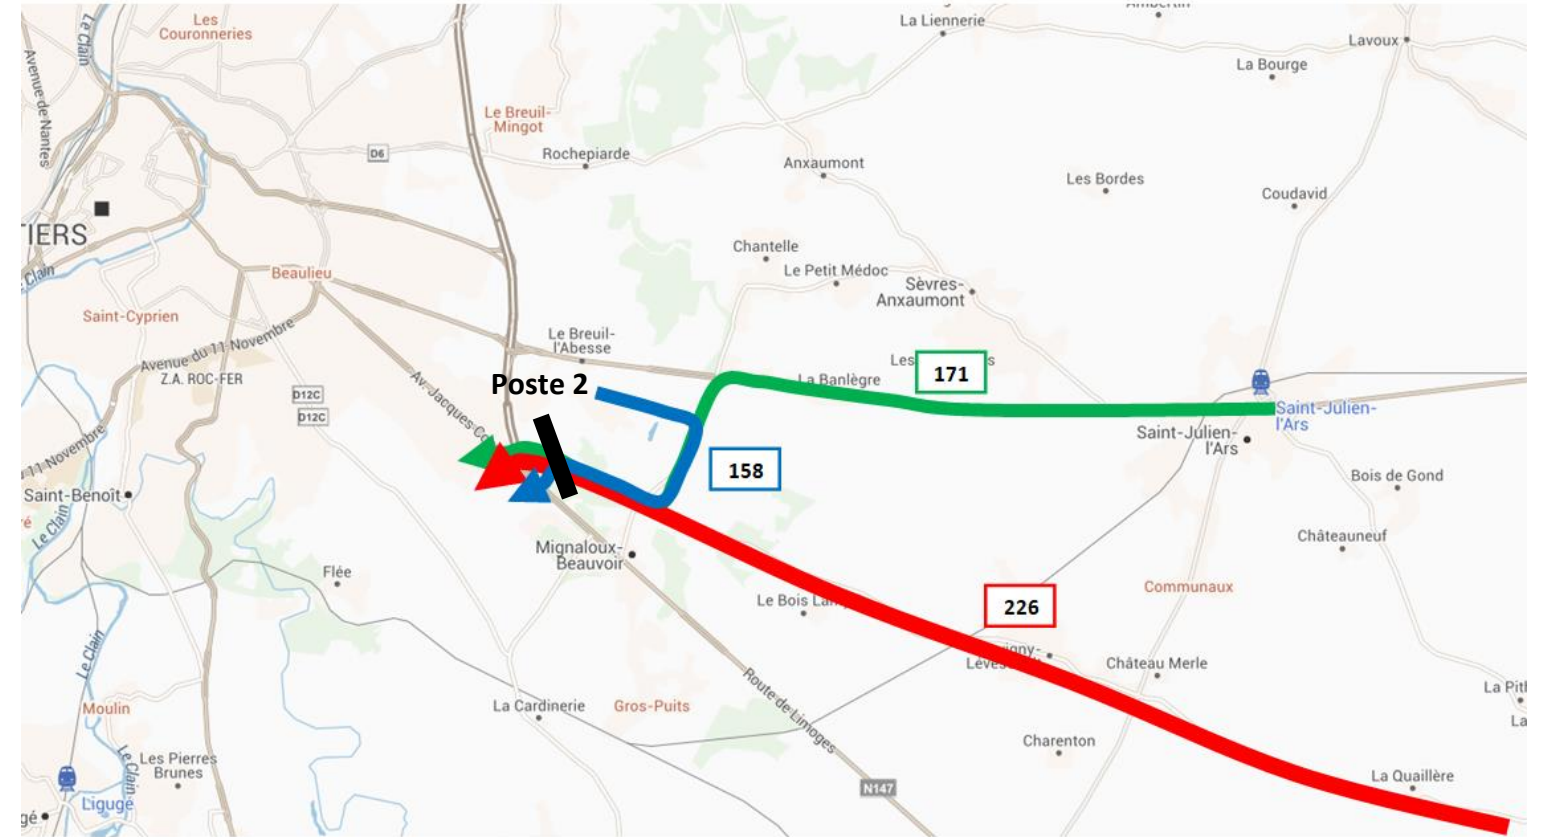 Les
Couronneries
Le Clain
La Liennerie
Lavoux
La Bourge
Avenue de Nantes
Le Breuil-
Mingot
D6
Rochepiarde
Anxaumont
Les Bordes
Coudavid
TIERS
Chantelle
Le Petit Médoc
Beaulieu
Sèvres-
Anxaumont
Clain
Saint-Cyprien
Avenue du 11 Novembre
Le Breuil-
l'Abesse
Z.A. ROC-FER
La Banlègre
171
Poste 2
D12C
D12C
Av. Jacques Co
Saint-Julien-
l'Ars
Saint-Julien-
l'Ars
11 Novembre
158
Bois de Gond
Saint-Benoît
Le Clain
Châteauneuf
Mignaloux-
Beauvoir
Flée
Communaux
Le Bois
226
Château Merle
Le Clain
Route de Limoges
La Cardinerie
Gros-Puits
Moulin
Charenton
Les Pierres
Brunes
Le Clain
La Quaillère
N147
Ligugé